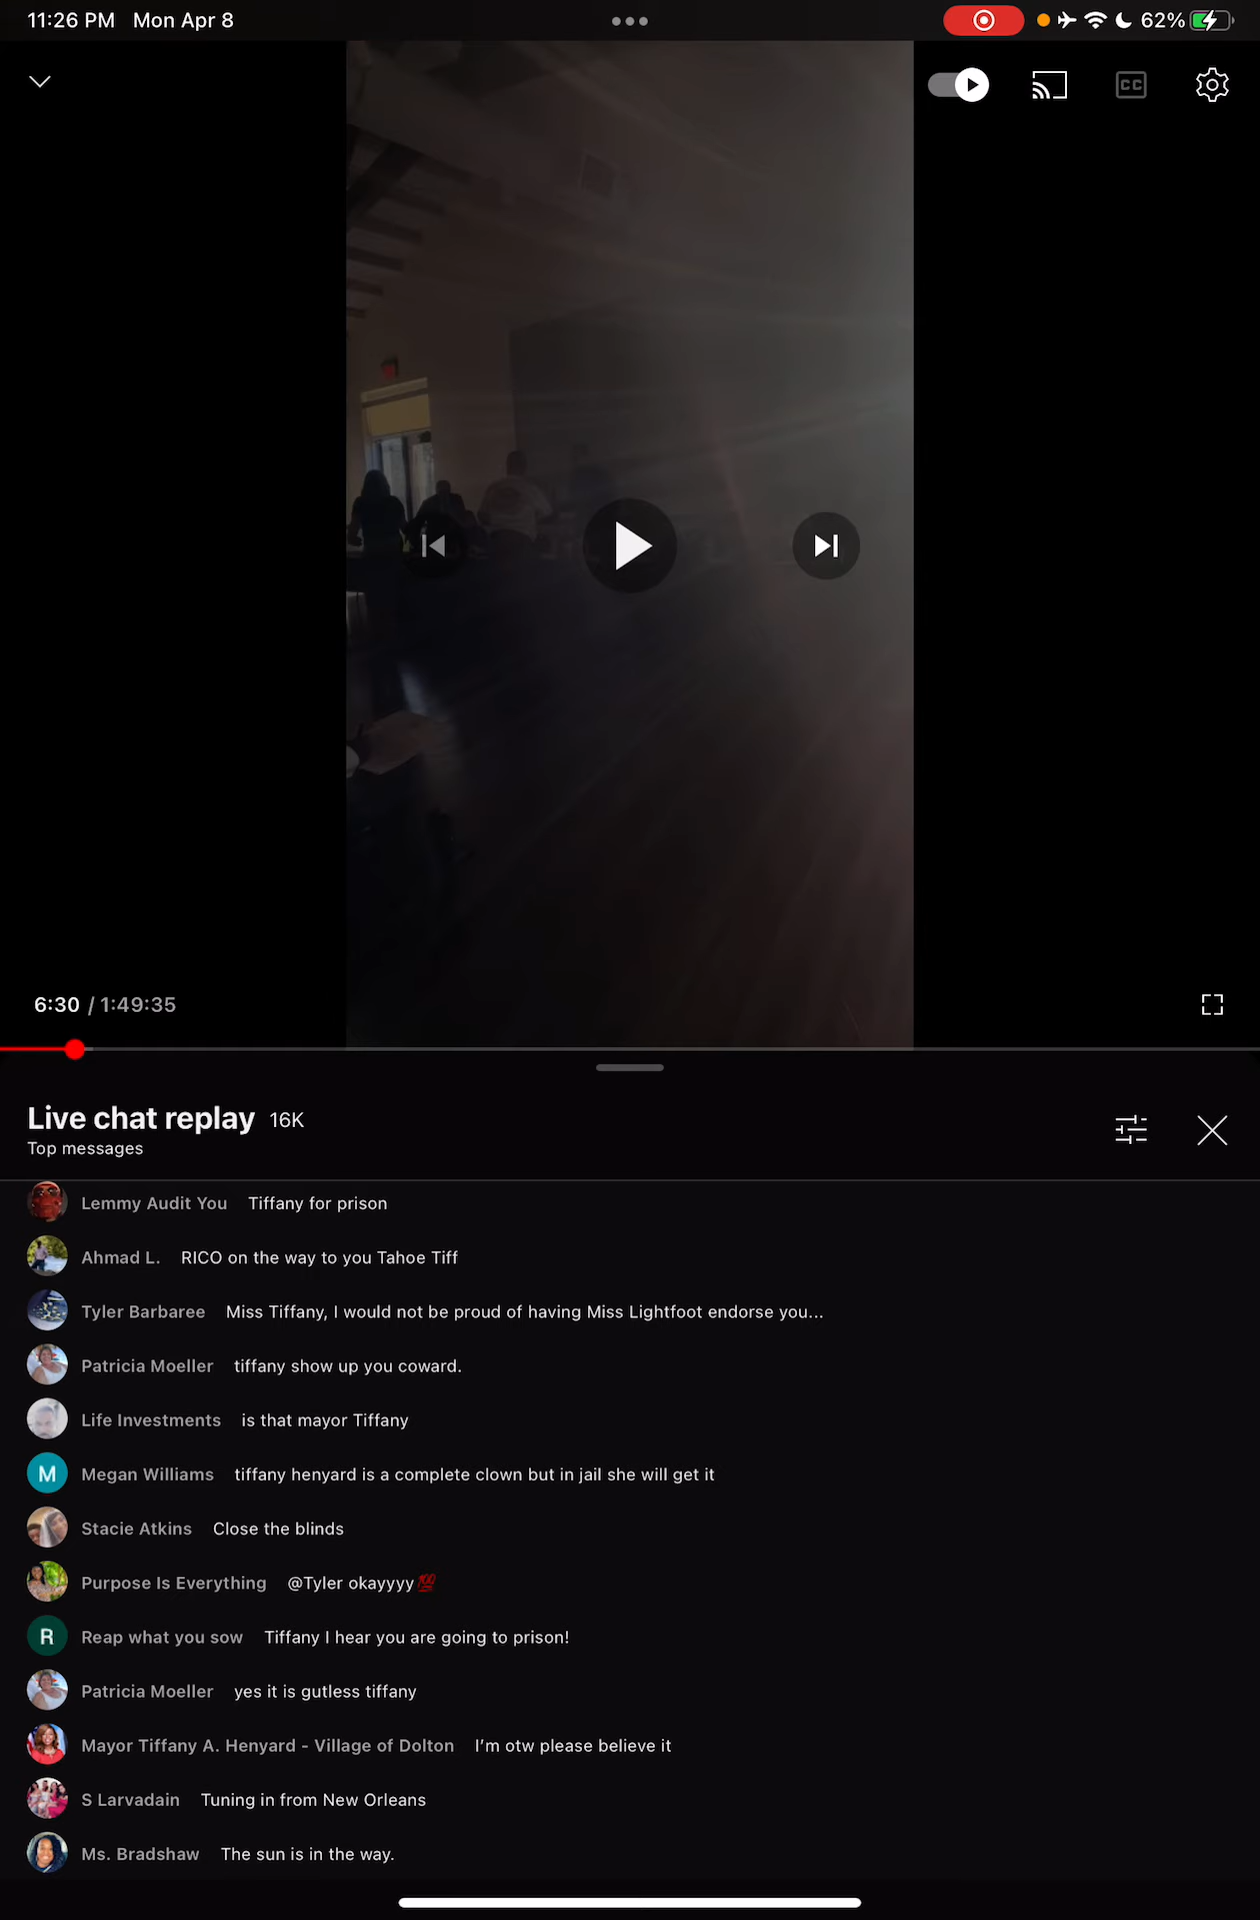 11:26 PM Mon Apr 8
62%
CC
6:30 / 1:49:35
Live chat replay 16K
Top messages
Lemmy Audit You Tiffany for prison
Ahmad L. RICO on the way to you Tahoe Tiff
Tyler Barbaree Miss Tiffany, I would not be proud of having Miss Lightfoot endorse you...
Patricia Moeller tiffany show up you coward.
Life Investments is that mayor Tiffany
M Megan Williams tiffany henyard is a complete clown but in jail she will get it
Stacie Atkins Close the blinds
Purpose Is Everything @Tyler okayyyy 💯
R Reap what you sow Tiffany I hear you are going to prison!
Patricia Moeller yes it is gutless tiffany
Mayor Tiffany A. Henyard - Village of Dolton I’m otw please believe it
S Larvadain Tuning in from New Orleans
Ms. Bradshaw The sun is in the way.